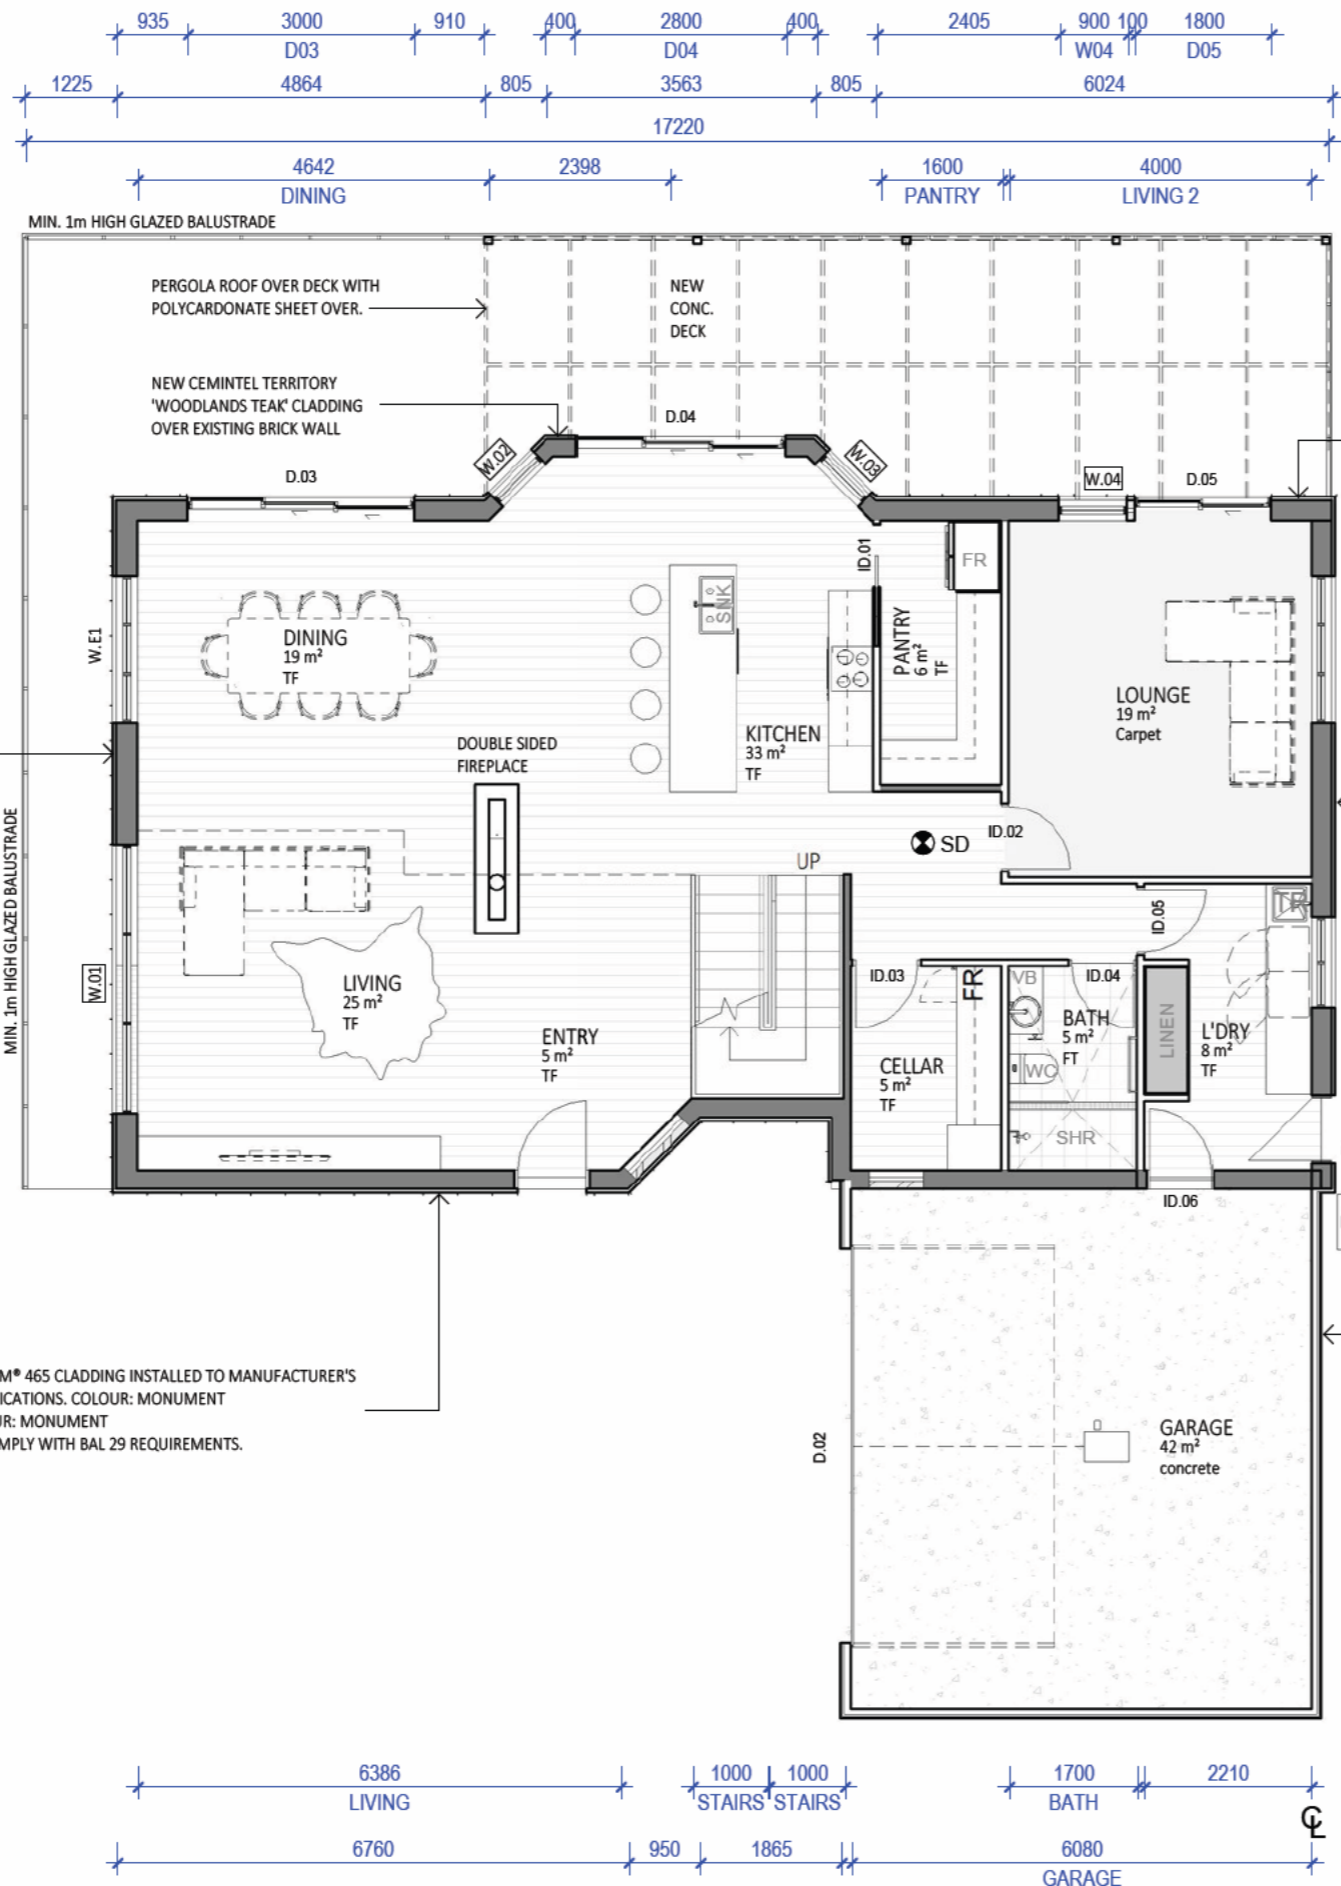 935 3000 910 400 2800 400 2405 900 100 1800
D03 D04 W04 D05
1225 4864 805 3563 805 6024
17220
4642 2398 1600 4000
DINING PANTRY LIVING 2
MIN. 1m HIGH GLAZED BALUSTRADE
PERGOLA ROOF OVER DECK WITH
POLYCARDONATE SHEET OVER.
NEW
CONC.
DECK
NEW CEMINTEL TERRITORY
'WOODLANDS TEAK' CLADDING
OVER EXISTING BRICK WALL
D.04
W.02
W.03
D.03
W.04
D.05
ID.01
FR
SNK
W.E1
DINING
19 m²
TF
PANTRY
6 m²
TF
LOUNGE
19 m²
Carpet
KITCHEN
33 m²
TF
DOUBLE SIDED
FIREPLACE
MIN. 1m HIGH GLAZED BALUSTRADE
SD
ID.02
UP
TR
ID.05
W.01
LIVING
25 m²
TF
ID.03
FR
VB
ID.04
BATH
5 m²
FT
LINEN
L'DRY
8 m²
TF
ENTRY
5 m²
TF
CELLAR
5 m²
TF
WC
SHR
ID.06
M® 465 CLADDING INSTALLED TO MANUFACTURER'S
ICATIONS. COLOUR: MONUMENT
UR: MONUMENT
MPLY WITH BAL 29 REQUIREMENTS.
D.02
GARAGE
42 m²
concrete
6386 1000 1000 1700 2210
LIVING STAIRS STAIRS BATH
CL
6760 950 1865 6080
GARAGE